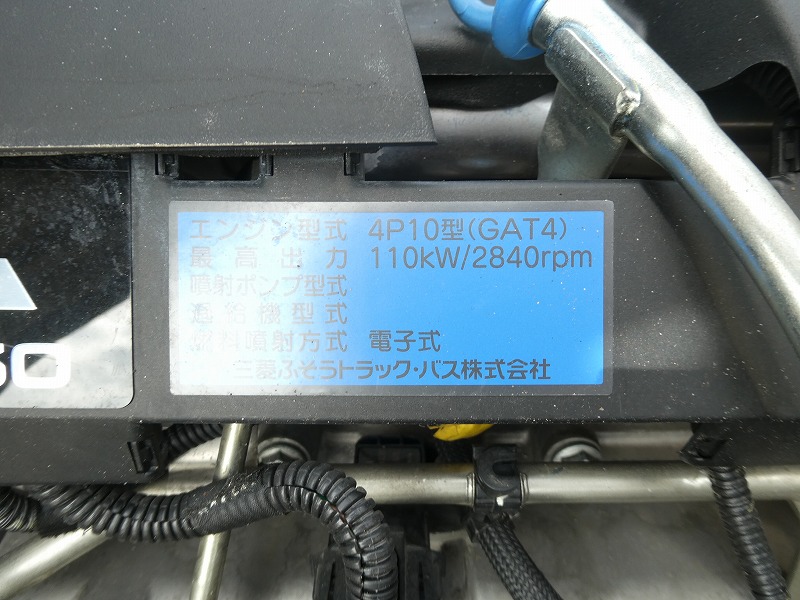 エンジン型式 4P10型(GAT4)
最高出力 110kW/2840rpm
噴射ポンプ型式
過給機型式
燃料噴射方式 電子式
三菱ふそうトラック・バス株式会社